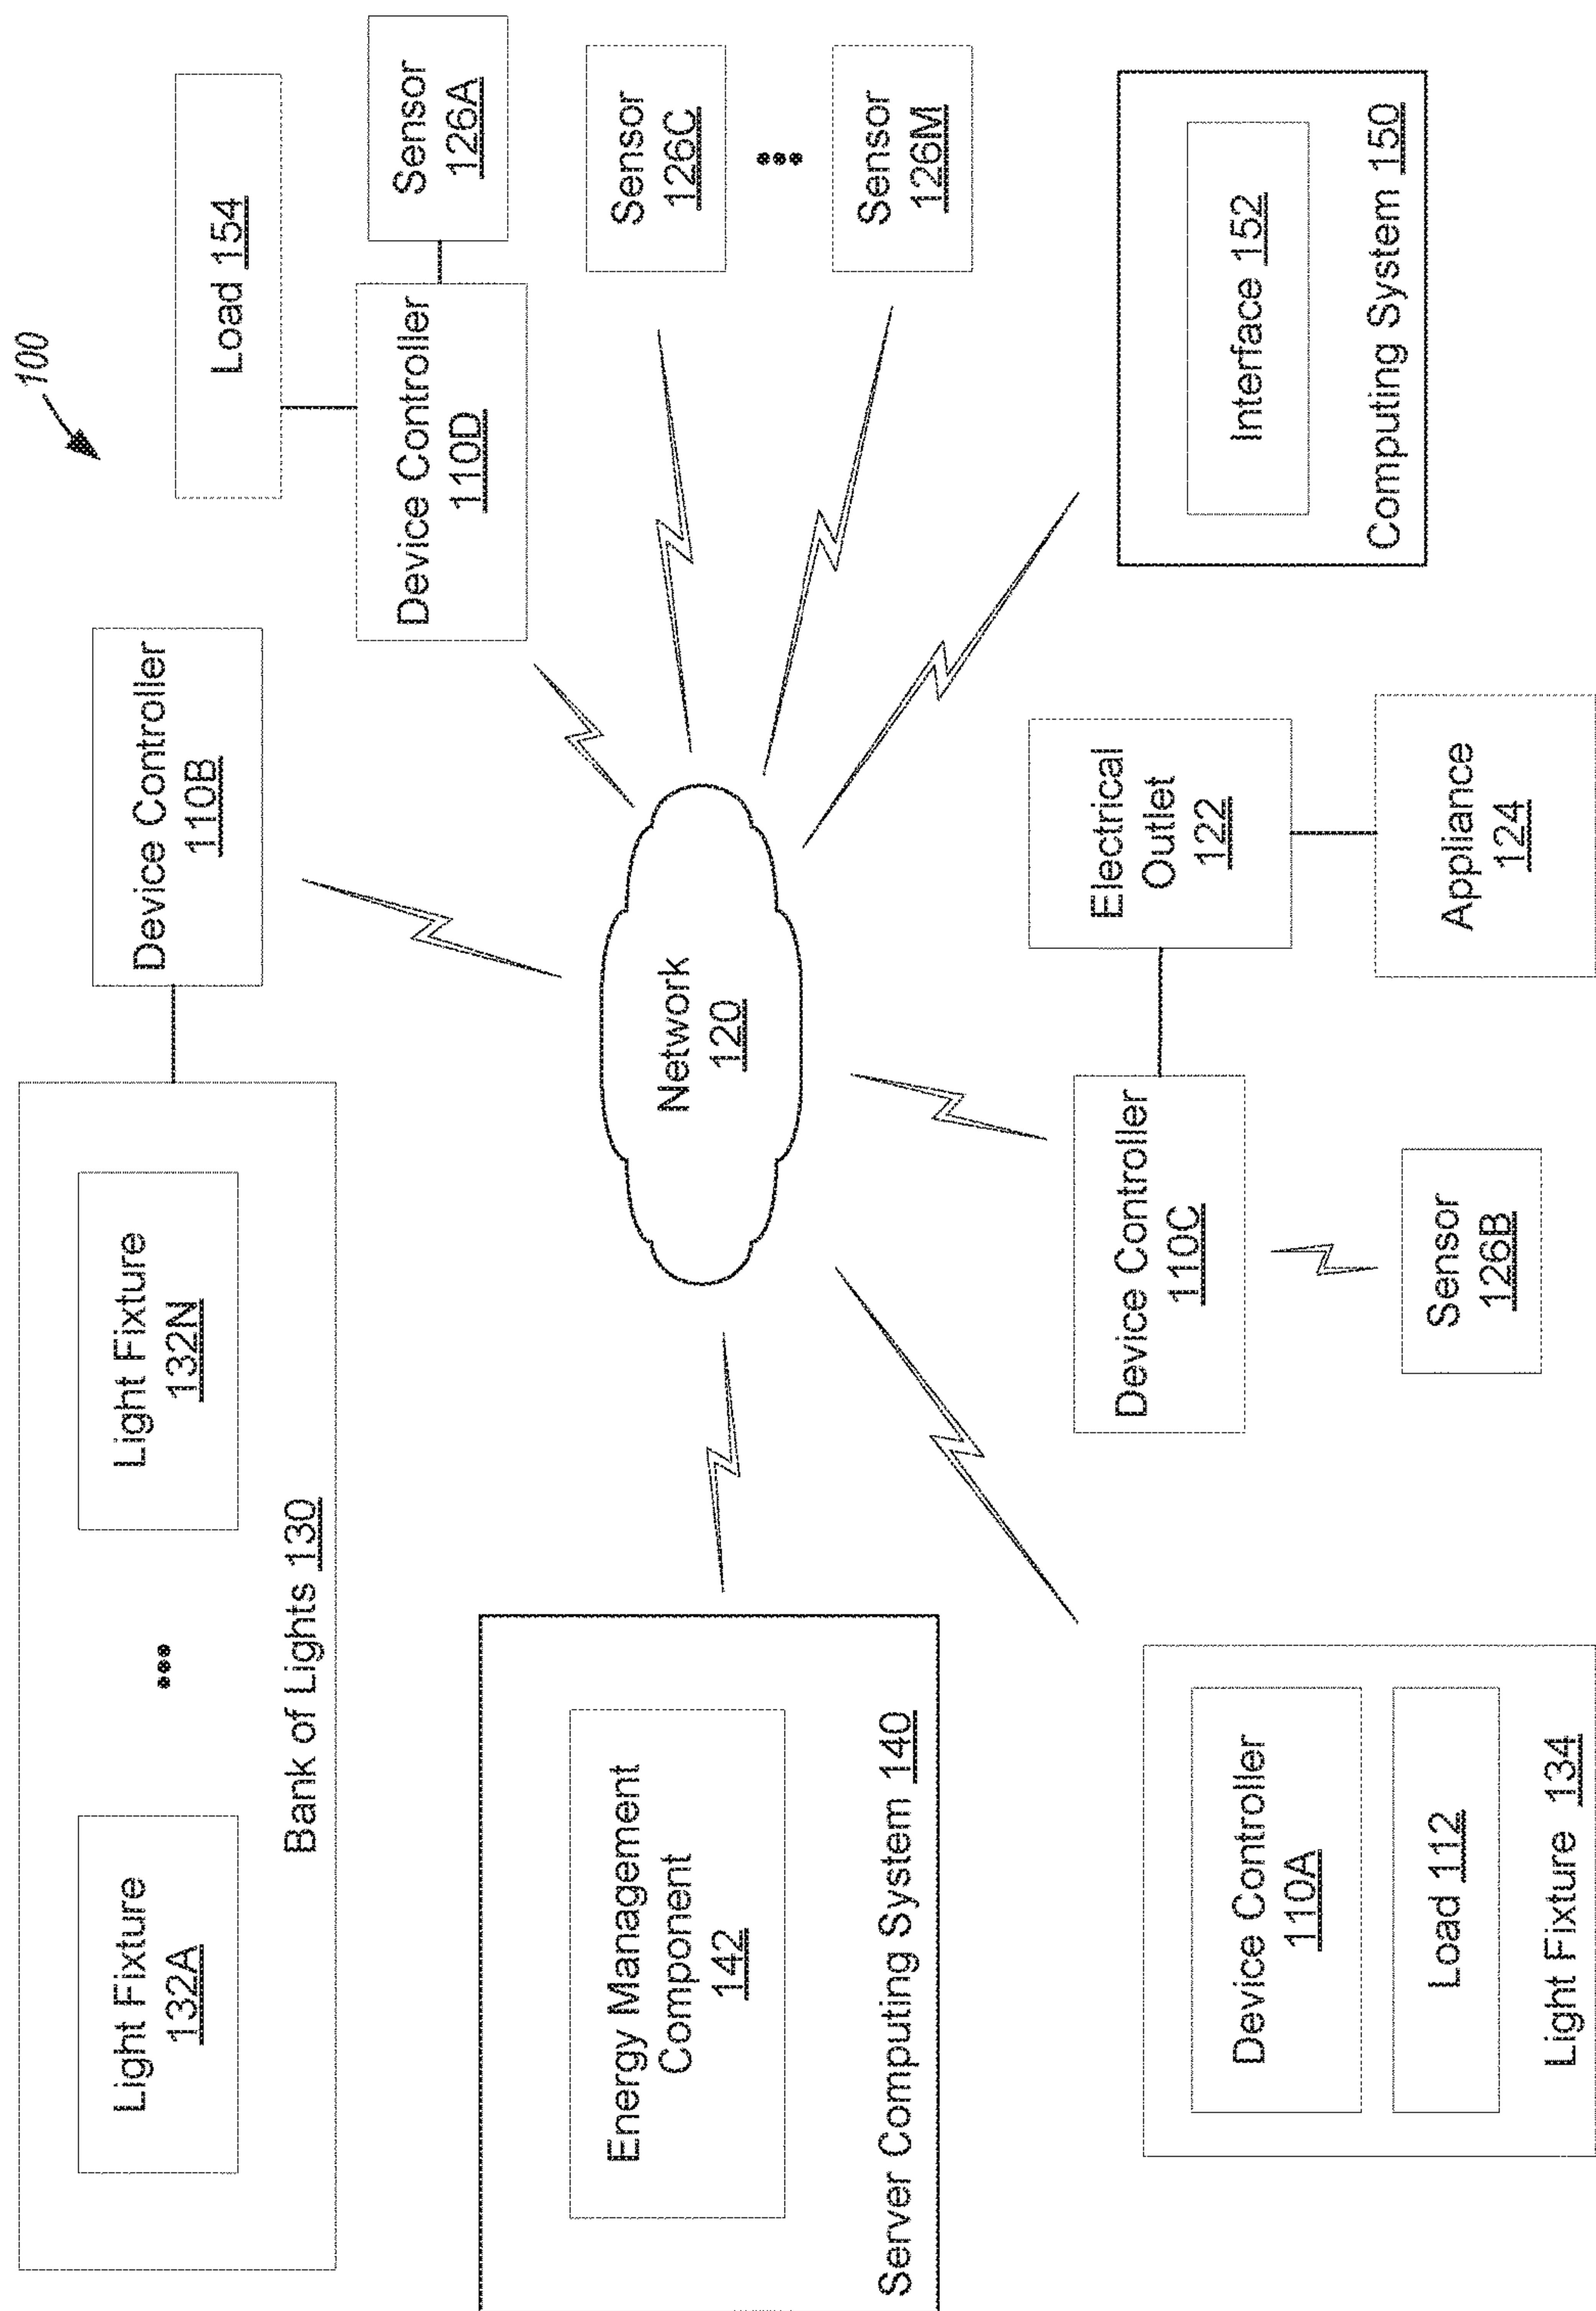 100
Light Fixture
132A
•••
Light Fixture
132N
Bank of Lights 130
Device Controller
110B
Load 154
Device Controller
110D
Sensor
126A
Energy Management
Component
142
Server Computing System 140
Network
120
Sensor
126C
•••
Sensor
126M
Device Controller
110A
Load 112
Light Fixture 134
Device Controller
110C
Sensor
126B
Electrical
Outlet
122
Appliance
124
Interface 152
Computing System 150